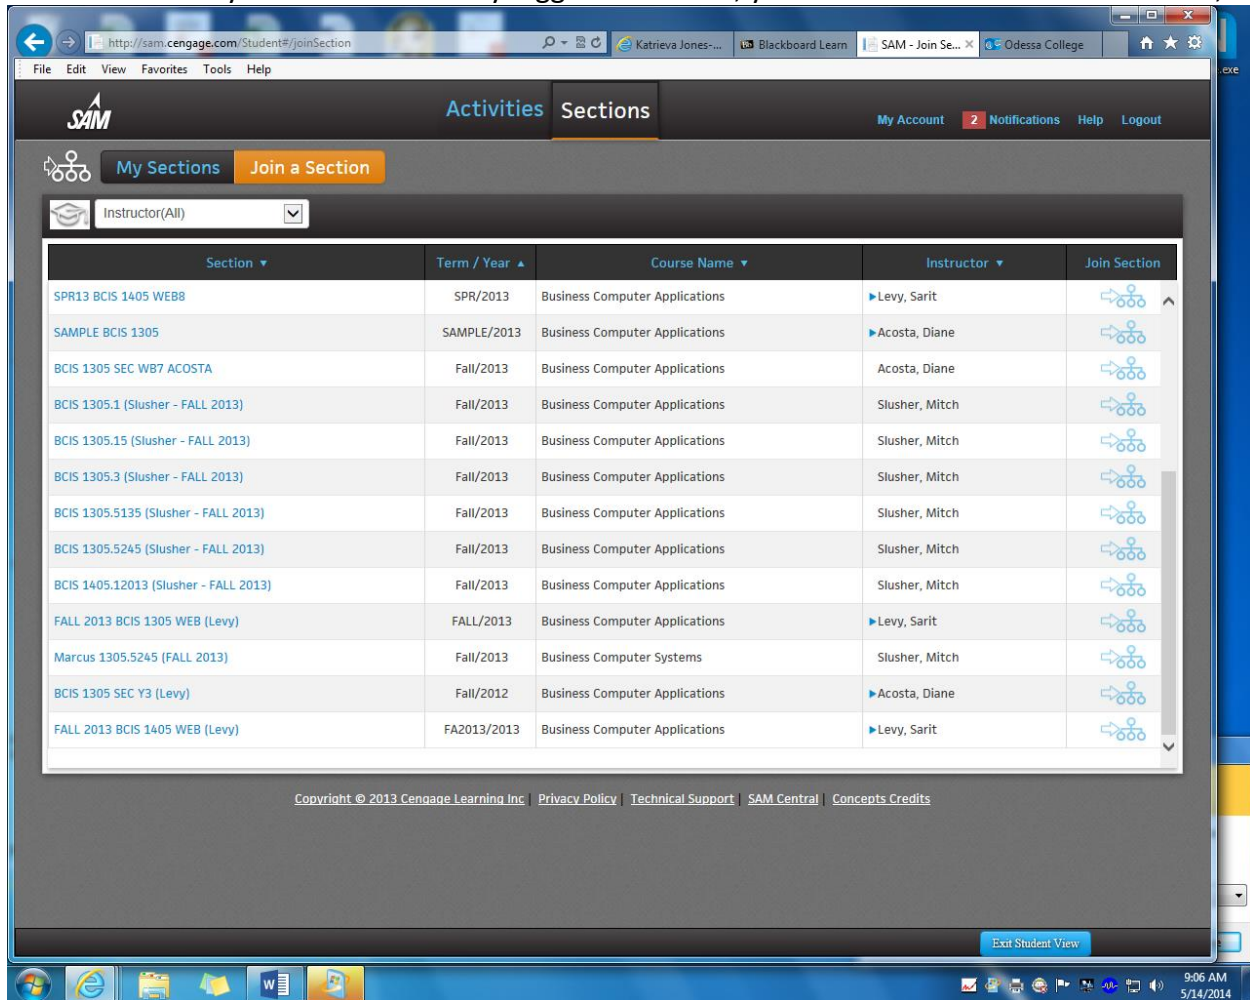 http://sam.cengage.com/Student#/joinSection
Katrieva Jones-...
Blackboard Learn
SAM - Join Se...
Odessa College
File Edit View Favorites Tools Help
.exe
SAM
Activities Sections
My Account 2 Notifications Help Logout
My Sections Join a Section
Instructor(All)
Section Term / Year Course Name Instructor Join Section
SPR13 BCIS 1405 WEB8 SPR/2013 Business Computer Applications Levy, Sarit
SAMPLE BCIS 1305 SAMPLE/2013 Business Computer Applications Acosta, Diane
BCIS 1305 SEC WB7 ACOSTA Fall/2013 Business Computer Applications Acosta, Diane
BCIS 1305.1 (Slusher - FALL 2013) Fall/2013 Business Computer Applications Slusher, Mitch
BCIS 1305.15 (Slusher - FALL 2013) Fall/2013 Business Computer Applications Slusher, Mitch
BCIS 1305.3 (Slusher - FALL 2013) Fall/2013 Business Computer Applications Slusher, Mitch
BCIS 1305.5135 (Slusher - FALL 2013) Fall/2013 Business Computer Applications Slusher, Mitch
BCIS 1305.5245 (Slusher - FALL 2013) Fall/2013 Business Computer Applications Slusher, Mitch
BCIS 1405.12013 (Slusher - FALL 2013) Fall/2013 Business Computer Applications Slusher, Mitch
FALL 2013 BCIS 1305 WEB (Levy) FALL/2013 Business Computer Applications Levy, Sarit
Marcus 1305.5245 (FALL 2013) Fall/2013 Business Computer Systems Slusher, Mitch
BCIS 1305 SEC Y3 (Levy) Fall/2012 Business Computer Applications Acosta, Diane
FALL 2013 BCIS 1405 WEB (Levy) FA2013/2013 Business Computer Applications Levy, Sarit
Copyright © 2013 Cengage Learning Inc | Privacy Policy | Technical Support | SAM Central | Concepts Credits
Exit Student View
9:06 AM
5/14/2014